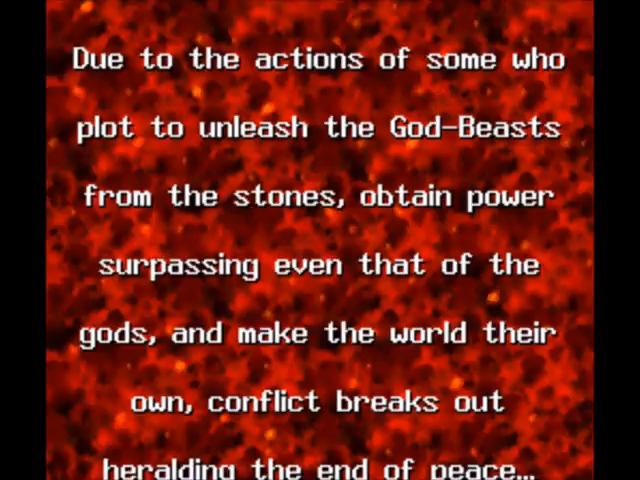 Due to the actions of some who
plot to unleash the God-Beasts
from the stones, obtain power
surpassing even that of the
gods, and make the world their
own, conflict breaks out
heralding the end of peace...